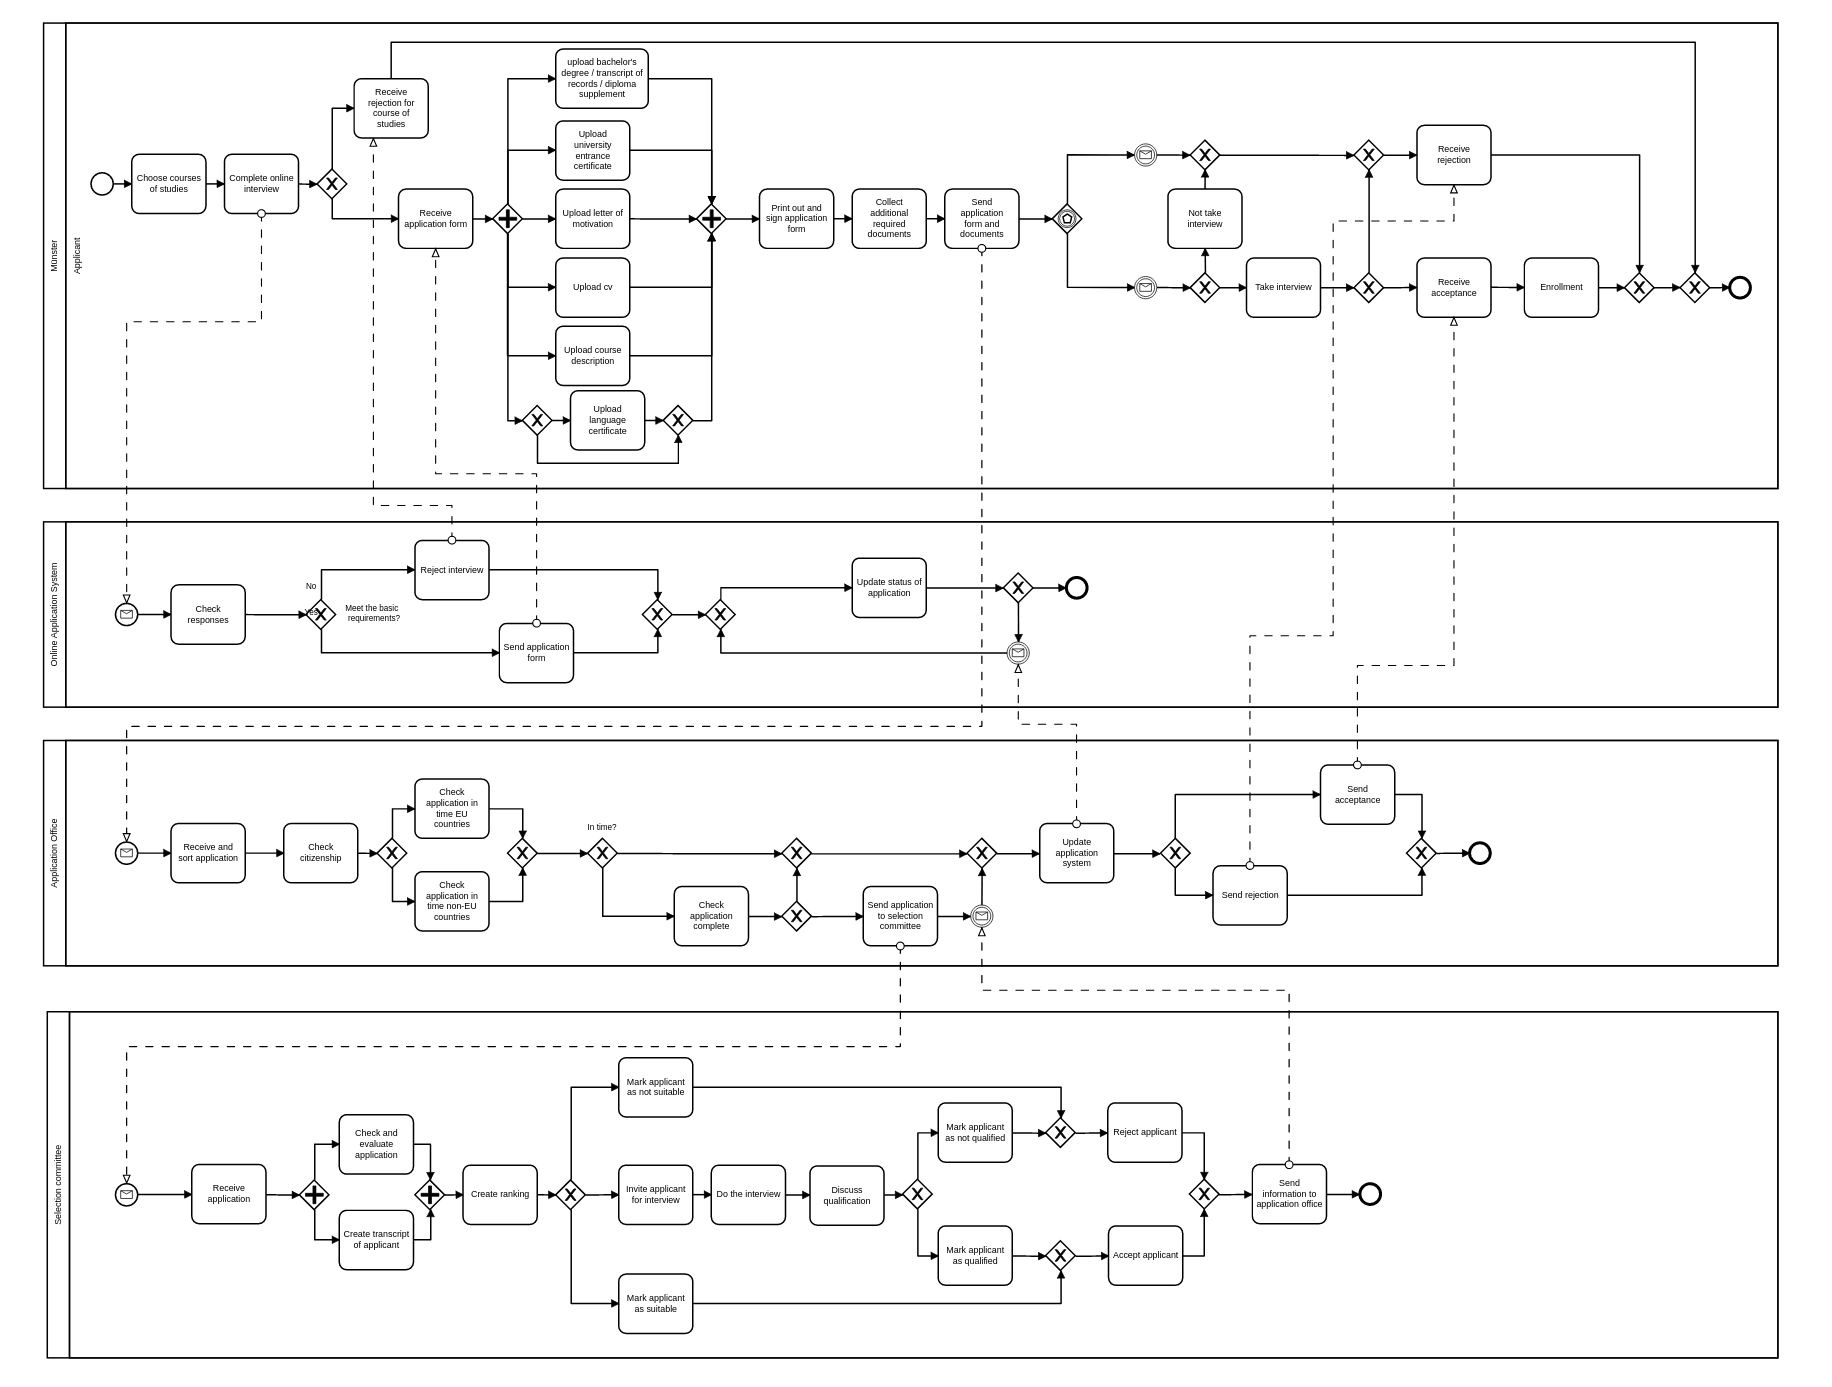 Münster
Applicant
Choose courses
of studies
Complete online
interview
Receive
rejection for
course of
studies
Receive
application form
upload bachelor's
degree / transcript of
records / diploma
supplement
Upload
university
entrance
certificate
Upload letter of
motivation
Upload cv
Upload course
description
Upload
language
certificate
Print out and
sign application
form
Collect
additional
required
documents
Send
application
form and
documents
Not take
interview
Take interview
Receive
rejection
Receive
acceptance
Enrollment
Online Application System
Check
responses
No
Yes
Meet the basic
requirements?
Reject interview
Send application
form
Update status of
application
Application Office
Receive and
sort application
Check
citizenship
Check
application in
time EU
countries
Check
application in
time non-EU
countries
In time?
Check
application
complete
Send application
to selection
committee
Update
application
system
Send
acceptance
Send rejection
Selection committee
Receive
application
Check and
evaluate
application
Create transcript
of applicant
Create ranking
Mark applicant
as not suitable
Invite applicant
for interview
Do the interview
Discuss
qualification
Mark applicant
as suitable
Mark applicant
as not qualified
Mark applicant
as qualified
Reject applicant
Accept applicant
Send
information to
application office